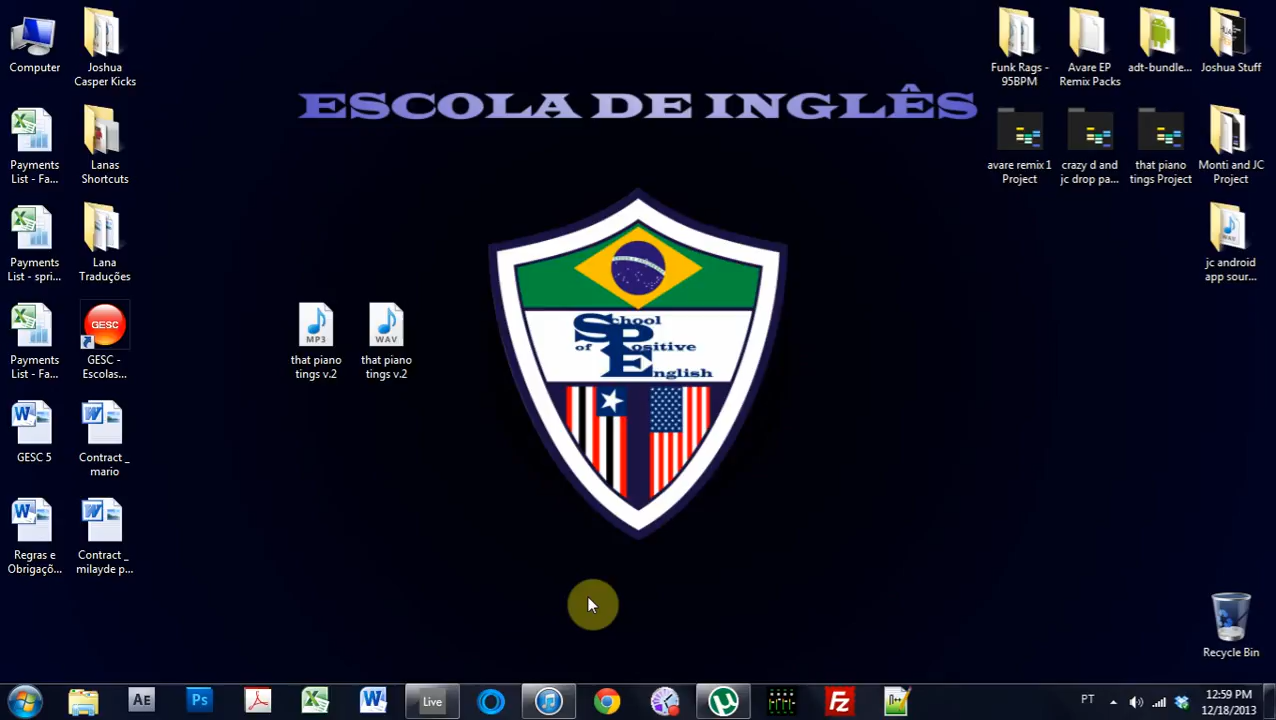 Computer
Joshua
Casper Kicks
Payments
List - Fa...
Lanas
Shortcuts
Payments
List - spri...
Lana
Traduções
Payments
List - Fa...
GESC
GESC -
Escolas...
GESC 5
Contract _
mario
Regras e
Obrigaçõ...
Contract _
milayde p...
ESCOLA DE INGLÊS
MP3
that piano
tings v.2
WAV
that piano
tings v.2
School
of Positive
English
Funk Rags -
95BPM
Avare EP
Remix Packs
adt-bundle...
Joshua Stuff
avare remix 1
Project
crazy d and
jc drop pa...
that piano
tings Project
Monti and JC
Project
WAV
jc android
app sour...
Recycle Bin
AE
Ps
Live
Fz
PT
12:59 PM
12/18/2013